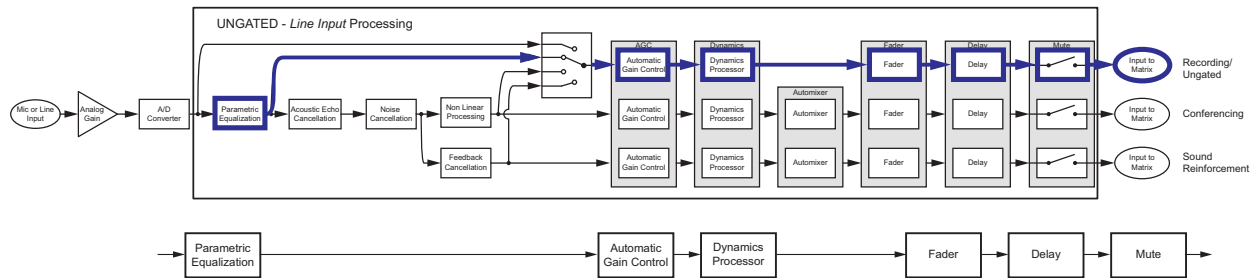 UNGATED - Line Input Processing
AGC
Dynamics
Fader
Delay
Mute
Automatic
Gain Control
Dynamics
Processor
Fader
Delay
Input to
Matrix
Recording/
Ungated
Mic or Line
Input
Analog
Gain
A/D
Converter
Parametric
Equalization
Acoustic Echo
Cancellation
Noise
Cancellation
Non Linear
Processing
Automatic
Gain Control
Dynamics
Processor
Automixer
Automixer
Fader
Delay
Input to
Matrix
Conferencing
Feedback
Cancellation
Automatic
Gain Control
Dynamics
Processor
Automixer
Fader
Delay
Input to
Matrix
Sound
Reinforcement
Parametric
Equalization
Automatic
Gain Control
Dynamics
Processor
Fader
Delay
Mute